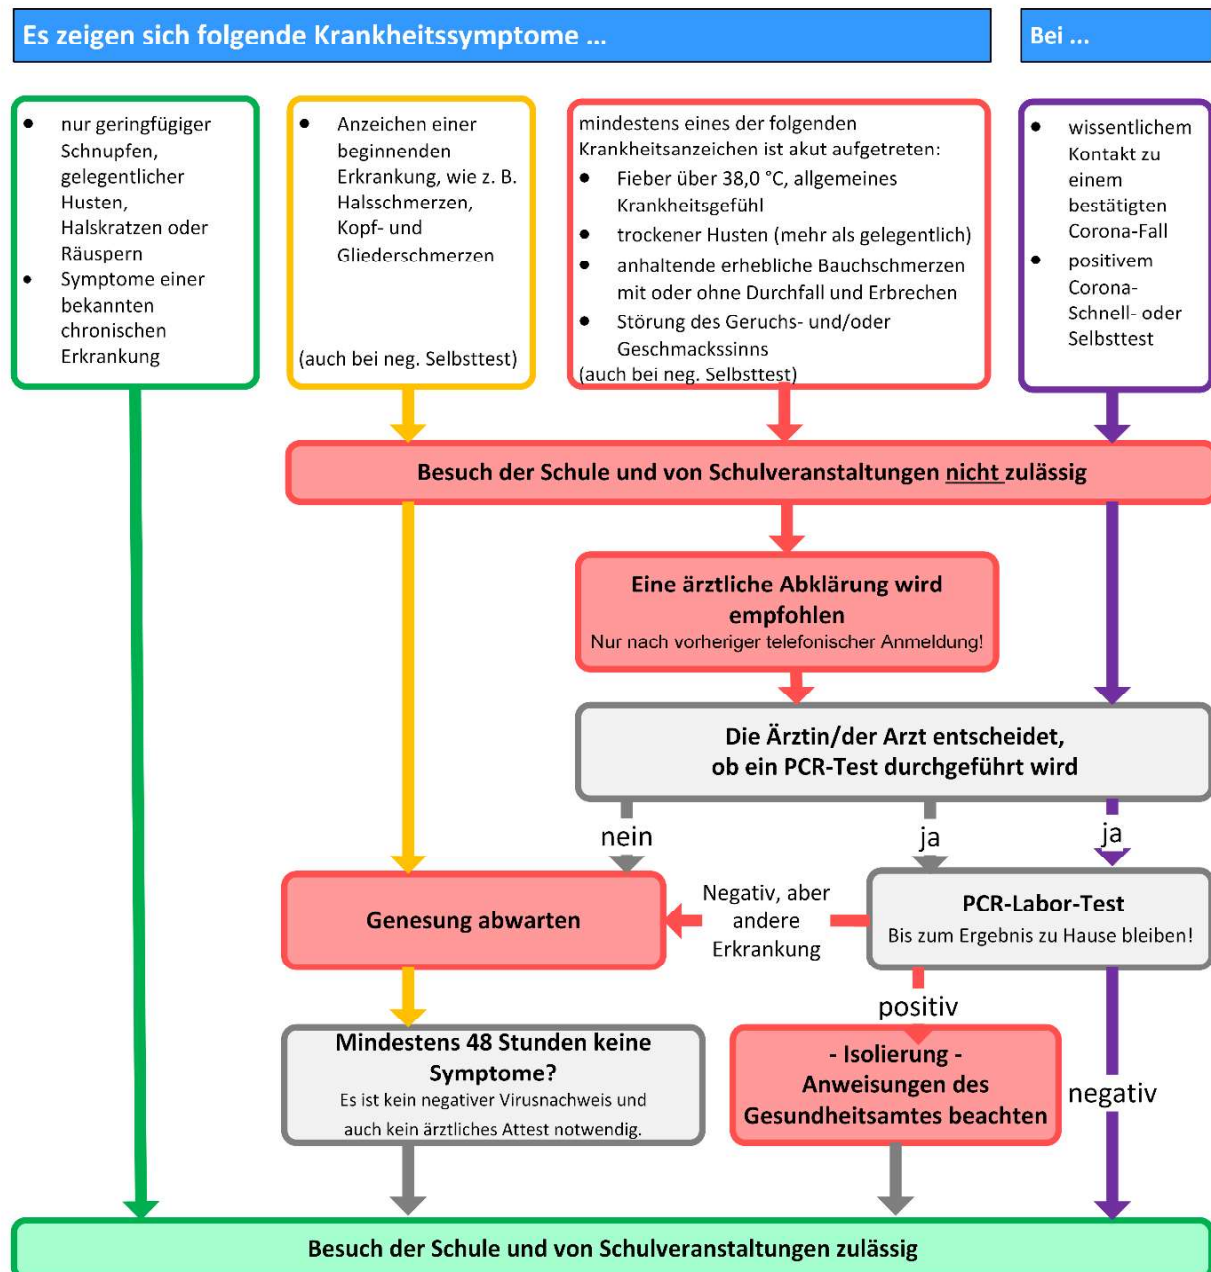 Es zeigen sich folgende Krankheitssymptome ...
Bei ...
• nur geringfügiger
Schnupfen,
gelegentlicher
Husten,
Halskratzen oder
Räuspern
• Symptome einer
bekannten
chronischen
Erkrankung
• Anzeichen einer
beginnenden
Erkrankung, wie z. B.
Halsschmerzen,
Kopf- und
Gliederschmerzen
(auch bei neg. Selbsttest)
mindestens eines der folgenden
Krankheitsanzeichen ist akut aufgetreten:
• Fieber über 38,0 °C, allgemeines
Krankheitsgefühl
• trockener Husten (mehr als gelegentlich)
• anhaltende erhebliche Bauchschmerzen
mit oder ohne Durchfall und Erbrechen
• Störung des Geruchs- und/oder
Geschmackssinns
(auch bei neg. Selbsttest)
• wissentlichem
Kontakt zu
einem
bestätigten
Corona-Fall
• positivem
Corona-
Schnell- oder
Selbsttest
Besuch der Schule und von Schulveranstaltungen nicht zulässig
Eine ärztliche Abklärung wird
empfohlen
Nur nach vorheriger telefonischer Anmeldung!
Die Ärztin/der Arzt entscheidet,
ob ein PCR-Test durchgeführt wird
nein
ja
ja
Genesung abwarten
Negativ, aber
andere
Erkrankung
PCR-Labor-Test
Bis zum Ergebnis zu Hause bleiben!
positiv
negativ
Mindestens 48 Stunden keine
Symptome?
Es ist kein negativer Virusnachweis und
auch kein ärztliches Attest notwendig.
- Isolierung -
Anweisungen des
Gesundheitsamtes beachten
Besuch der Schule und von Schulveranstaltungen zulässig